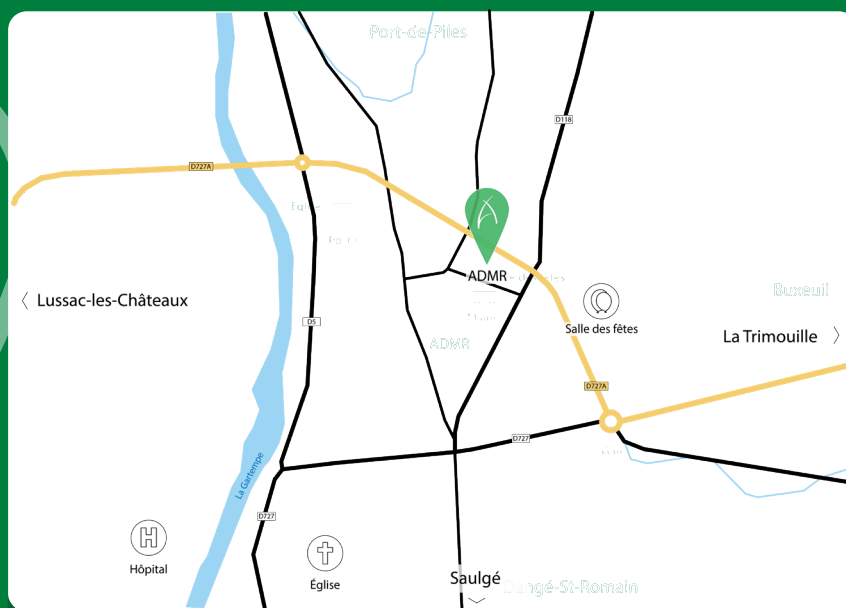 Port-de-Piles
D118
D727A
Eglise
ADMR
Lussac-les-Châteaux
Buxeuil
D5
Salle des fêtes
La Trimouille
ADMR
D727A
D727
La Gartempe
D727
Hôpital
Église
Saulgé
Dangé-St-Romain